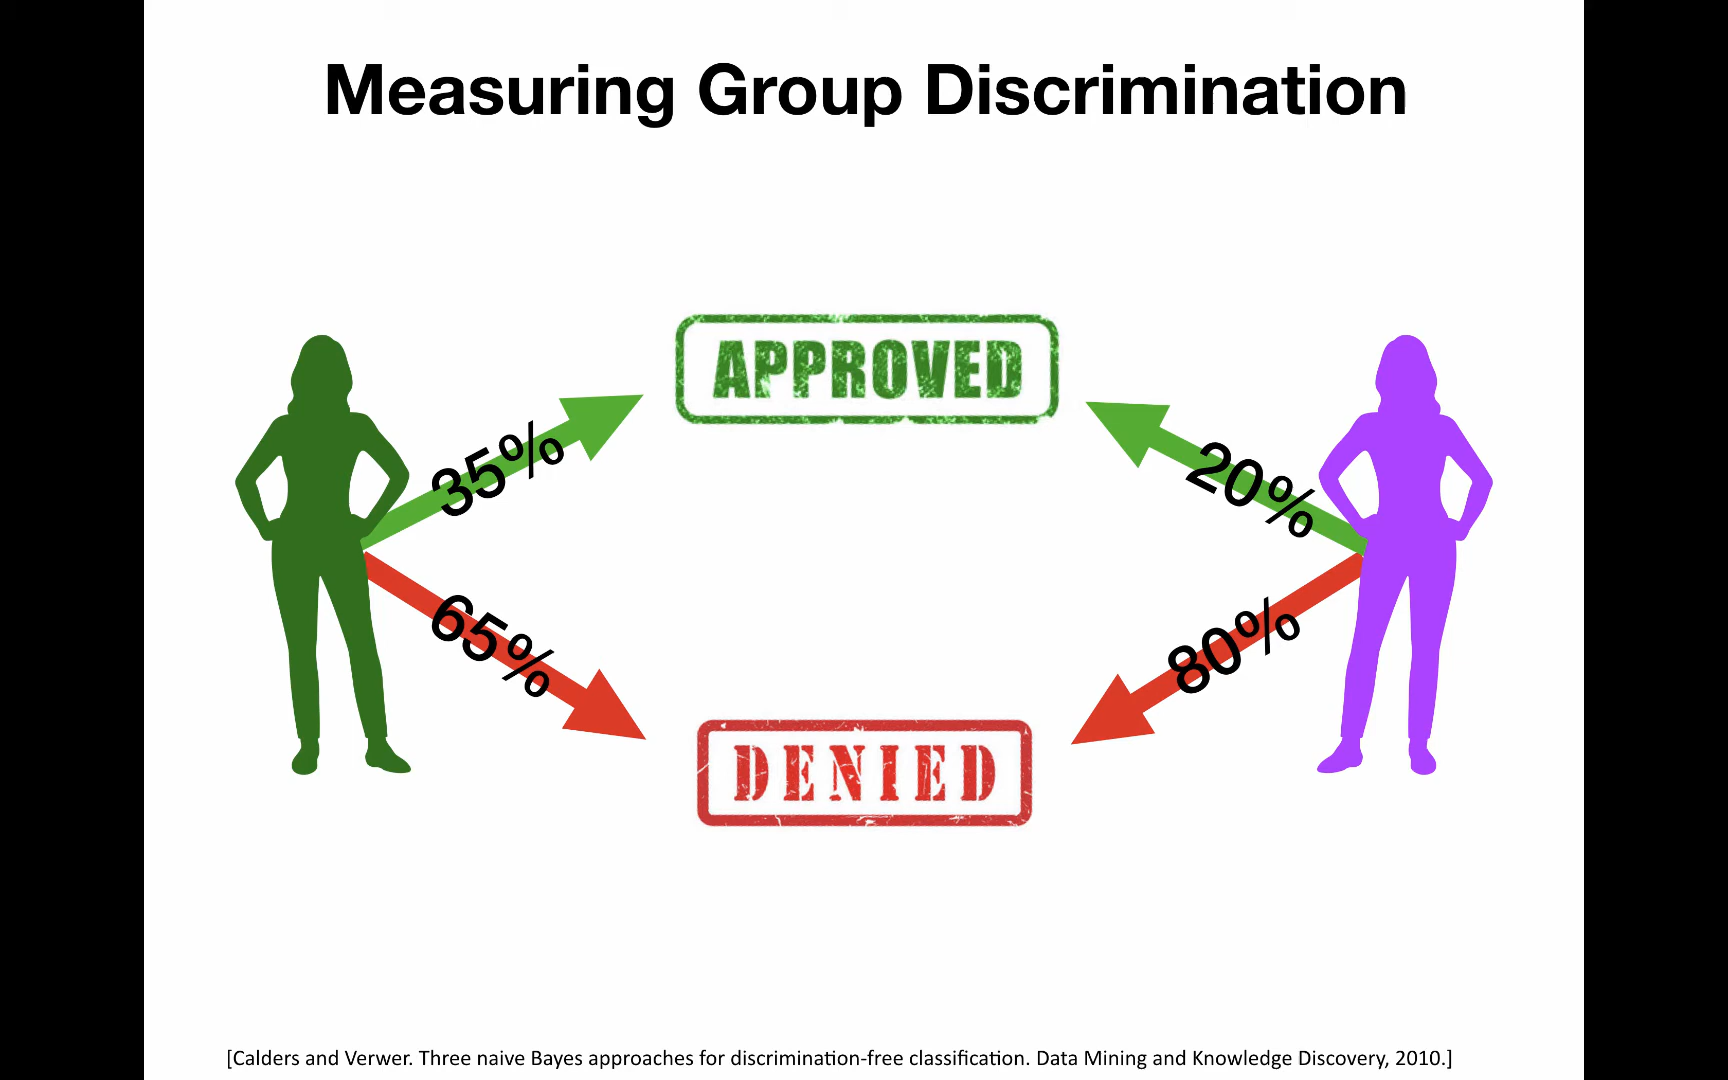 Measuring Group Discrimination
APPROVED
35%
20%
65%
80%
DENIED
[Calders and Verwer. Three naive Bayes approaches for discrimination-free classification. Data Mining and Knowledge Discovery, 2010.]